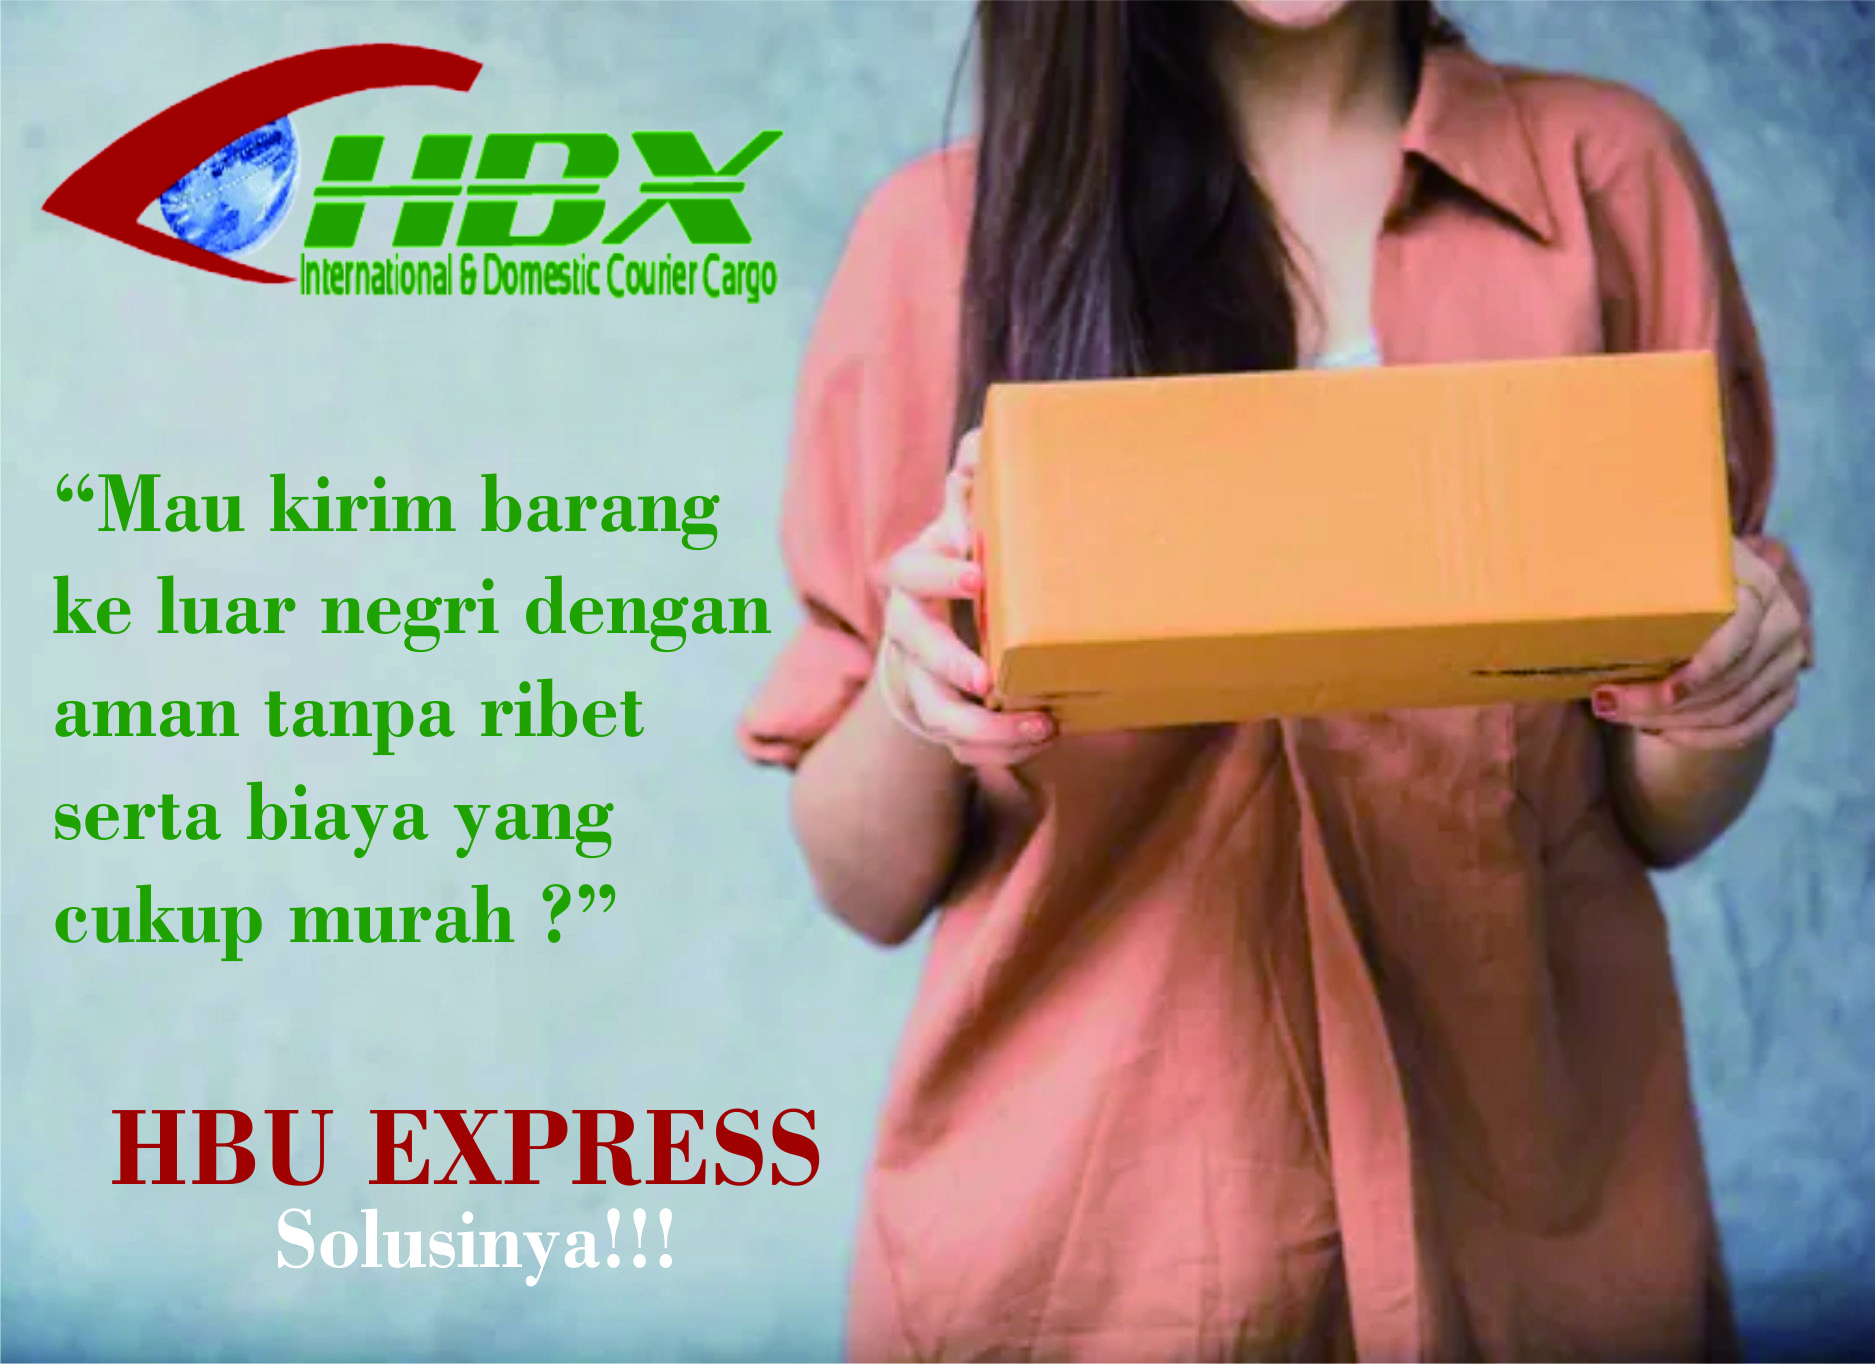 HBX
International & Domestic Courier Cargo
“Mau kirim barang
ke luar negri dengan
aman tanpa ribet
serta biaya yang
cukup murah ?”
HBU EXPRESS
Solusinya!!!